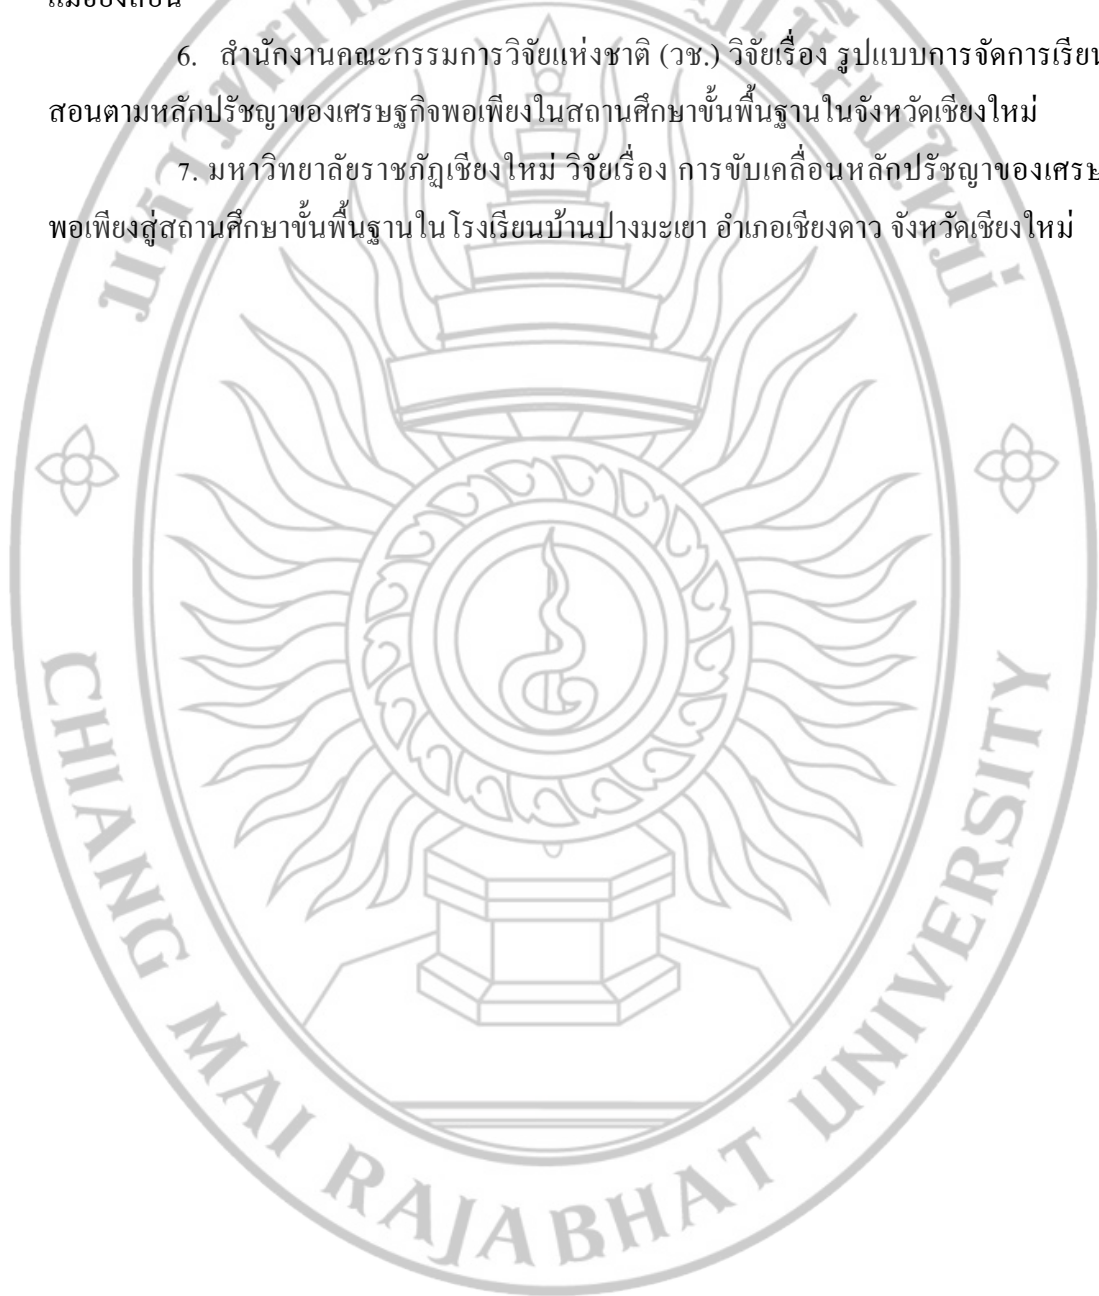 แม่ฮ่องสอน
6. สำนักงานคณะกรรมการวิจัยแห่งชาติ (วช.) วิจัยเรื่อง รูปแบบการจัดการเรียน
สอนตามหลักปรัชญาของเศรษฐกิจพอเพียงในสถานศึกษาขั้นพื้นฐานในจังหวัดเชียงใหม่
7. มหาวิทยาลัยราชภัฏเชียงใหม่ วิจัยเรื่อง การขับเคลื่อนหลักปรัชญาของเศรษ
พอเพียงสู่สถานศึกษาขั้นพื้นฐานในโรงเรียนบ้านปางมะเยา อำเภอเชียงดาว จังหวัดเชียงใหม่
CHIANG MAI RAJABHAT UNIVERSITY